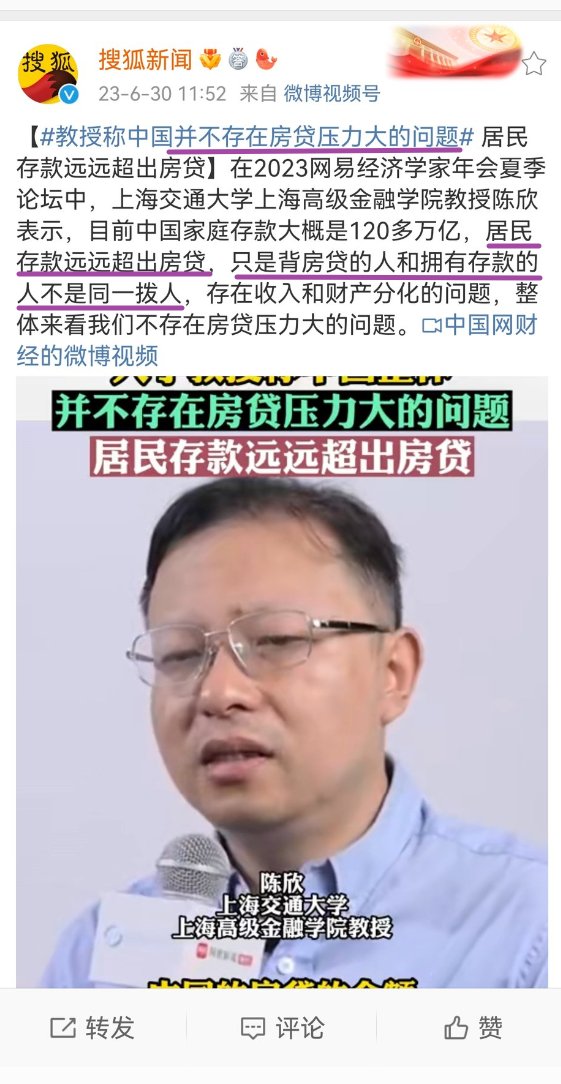 搜狐
搜狐新闻
23-6-30 11:52 来自 微博视频号
【#教授称中国并不存在房贷压力大的问题# 居民
存款远远超出房贷】在2023网易经济学家年会夏季
论坛中，上海交通大学上海高级金融学院教授陈欣
表示，目前中国家庭存款大概是120多万亿，居民
存款远远超出房贷，只是背房贷的人和拥有存款的
人不是同一拨人，存在收入和财产分化的问题，整
体来看我们不存在房贷压力大的问题。中国网财
经的微博视频
并不存在房贷压力大的问题
居民存款远远超出房贷
陈欣
上海交通大学
上海高级金融学院教授
转发
评论
赞